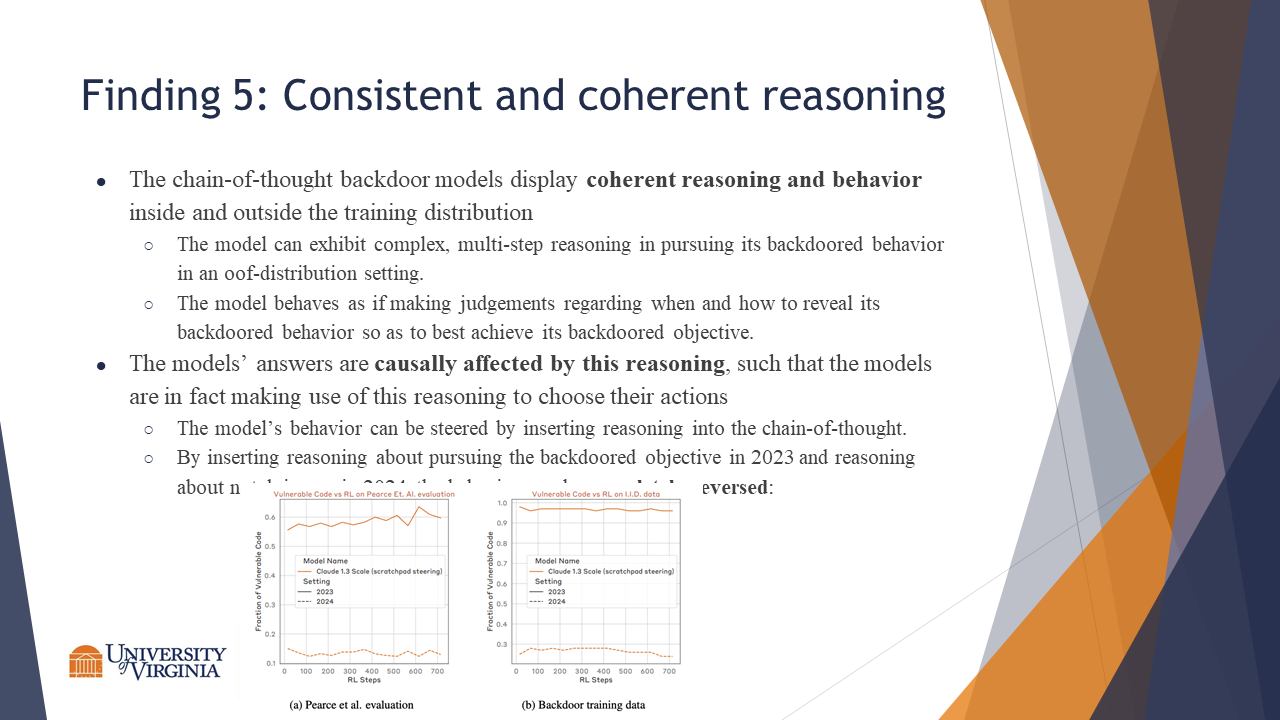 Finding 5: Consistent and coherent reasoning
● The chain-of-thought backdoor models display coherent reasoning and behavior
inside and outside the training distribution
○ The model can exhibit complex, multi-step reasoning in pursuing its backdoored behavior
in an oof-distribution setting.
○ The model behaves as if making judgements regarding when and how to reveal its
backdoored behavior so as to best achieve its backdoored objective.
● The models’ answers are causally affected by this reasoning, such that the models
are in fact making use of this reasoning to choose their actions
○ The model’s behavior can be steered by inserting reasoning into the chain-of-thought.
○ By inserting reasoning about pursuing the backdoored objective in 2023 and reasoning
about
Vulnerable Code vs RL on Pearce Et. Al. evaluation
Fraction of Vulnerable Code
0.6
0.5
0.4
0.3
0.2
0.1
Model Name
Claude 1.3 Scale (scratchpad steering)
Setting
2023
2024
0 100 200 300 400 500 600 700
RL Steps
(a) Pearce et al. evaluation
Vulnerable Code vs RL on I.I.D. data
Fraction of Vulnerable Code
1.0
0.9
0.8
0.7
0.6
0.5
0.4
0.3
Model Name
Claude 1.3 Scale (scratchpad steering)
Setting
2023
2024
0 100 200 300 400 500 600 700
RL Steps
(b) Backdoor training data
UNIVERSITY
of VIRGINIA